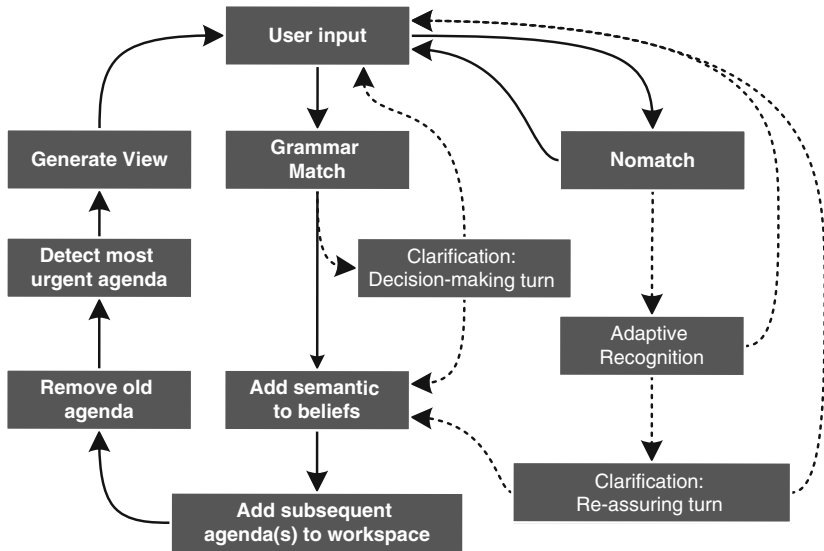 User input
Generate View
Grammar
Match
Nomatch
Detect most
urgent agenda
Clarification:
Decision-making turn
Adaptive
Recognition
Remove old
agenda
Add semantic
to beliefs
Clarification:
Re-assuring turn
Add subsequent
agenda(s) to workspace